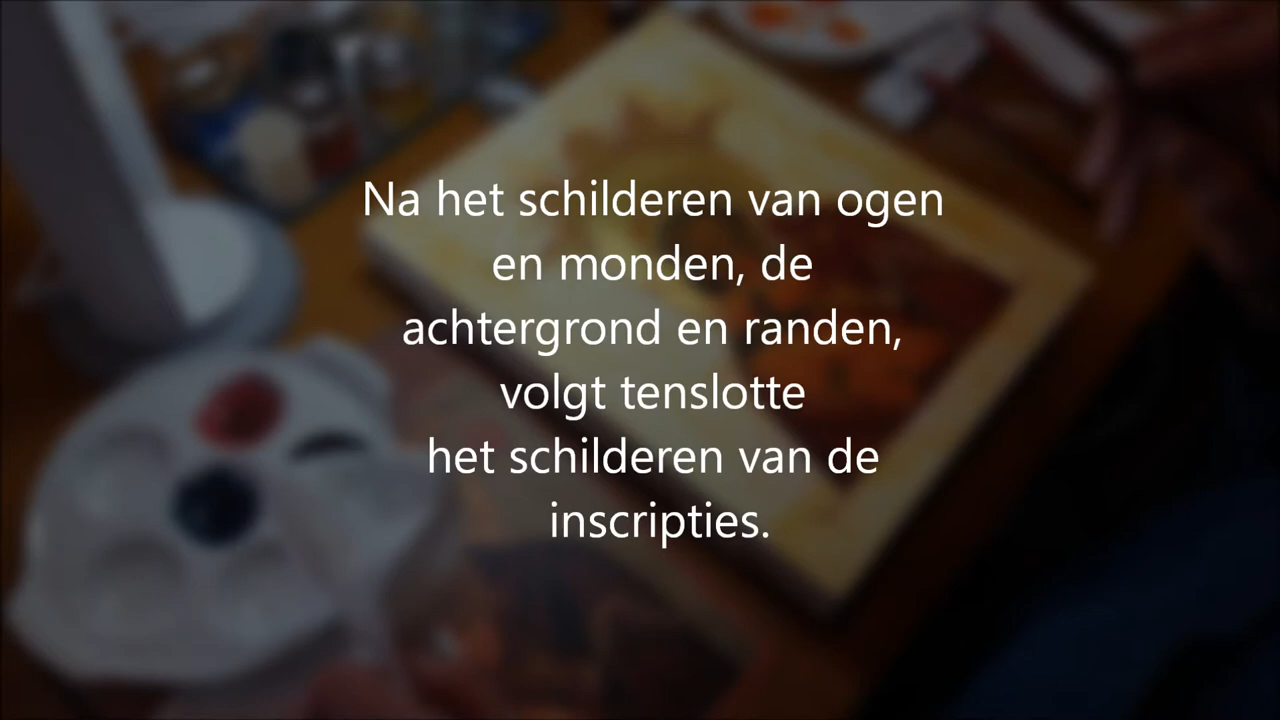 Na het schilderen van ogen
en monden, de
achtergrond en randen,
volgt tenslotte
het schilderen van de
inscripties.